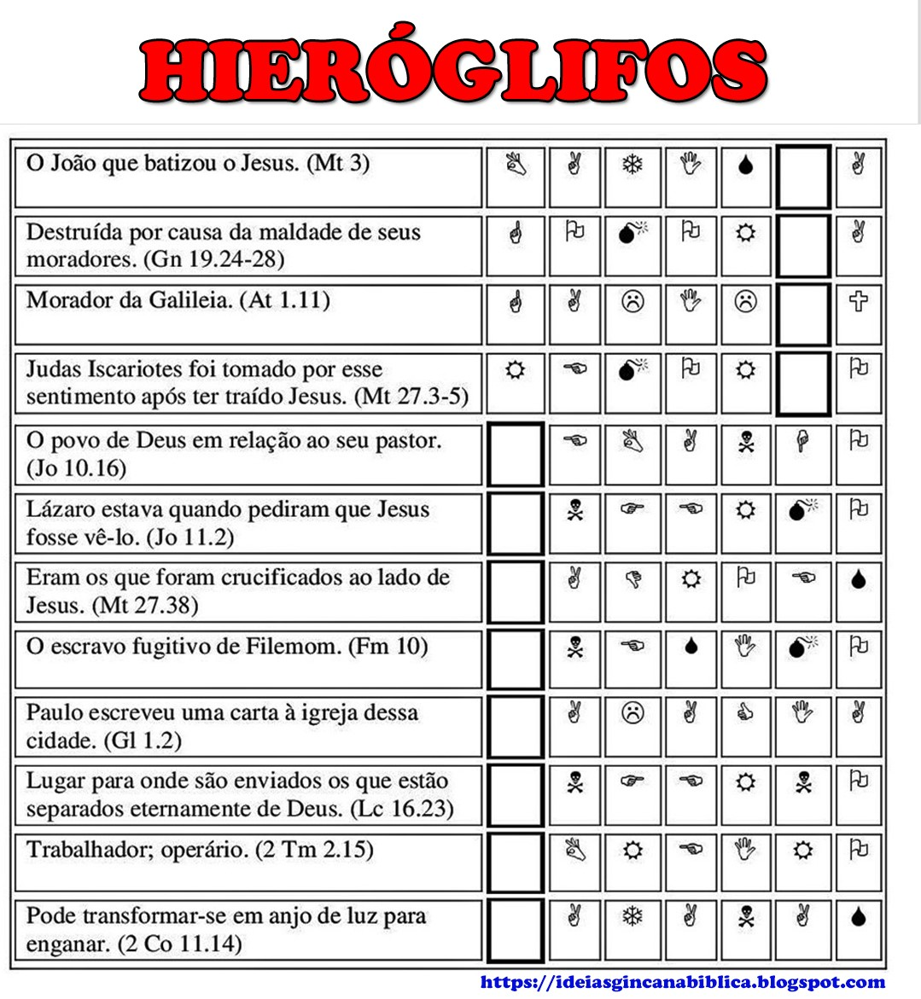 HIERÓGLIFOS
O João que batizou o Jesus. (Mt 3)
Destruída por causa da maldade de seus
moradores. (Gn 19.24-28)
Morador da Galileia. (At 1.11)
Judas Iscariotes foi tomado por esse
sentimento após ter traído Jesus. (Mt 27.3-5)
O povo de Deus em relação ao seu pastor.
(Jo 10.16)
Lázaro estava quando pediram que Jesus
fosse vê-lo. (Jo 11.2)
Eram os que foram crucificados ao lado de
Jesus. (Mt 27.38)
O escravo fugitivo de Filemom. (Fm 10)
Paulo escreveu uma carta à igreja dessa
cidade. (Gl 1.2)
Lugar para onde são enviados os que estão
separados eternamente de Deus. (Lc 16.23)
Trabalhador; operário. (2 Tm 2.15)
Pode transformar-se em anjo de luz para
enganar. (2 Co 11.14)
https://ideiasgincanabiblica.blogspot.com